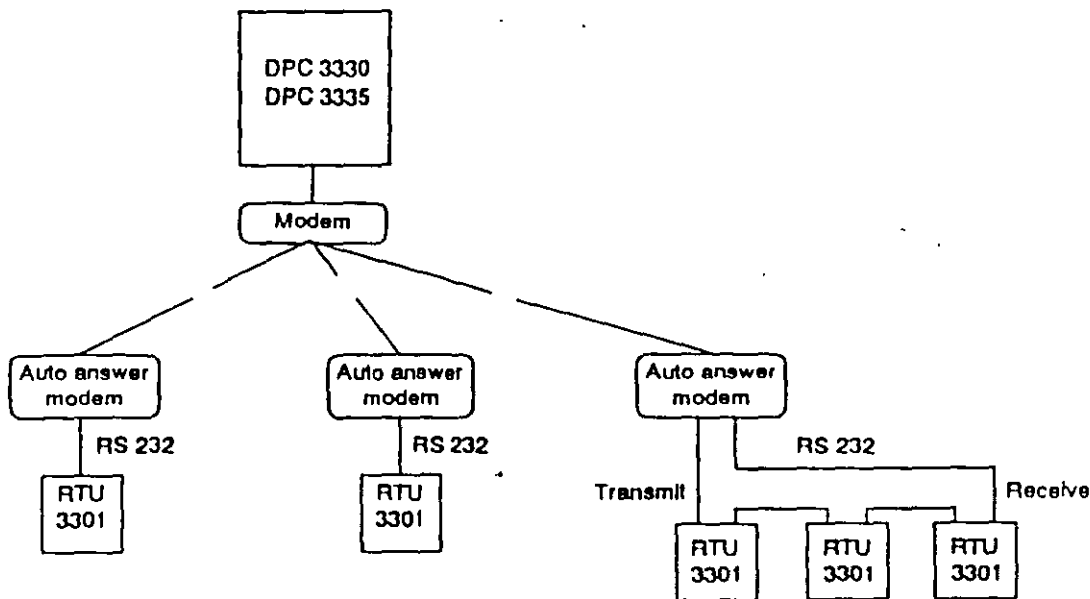 DPC 3330
DPC 3335
Modem
Auto answer
modem
Auto answer
modem
Auto answer
modem
RS 232
RS 232
RS 232
Transmit
Receive
RTU
3301
RTU
3301
RTU
3301
RTU
3301
RTU
3301